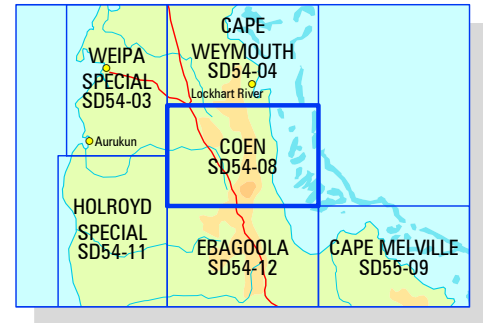 CAPE
WEYMOUTH
SD54-04
WEIPA
SPECIAL
SD54-03
Lockhart River
Aurukun
COEN
SD54-08
HOLROYD
SPECIAL
SD54-11
EBAGOOLA
SD54-12
CAPE MELVILLE
SD55-09